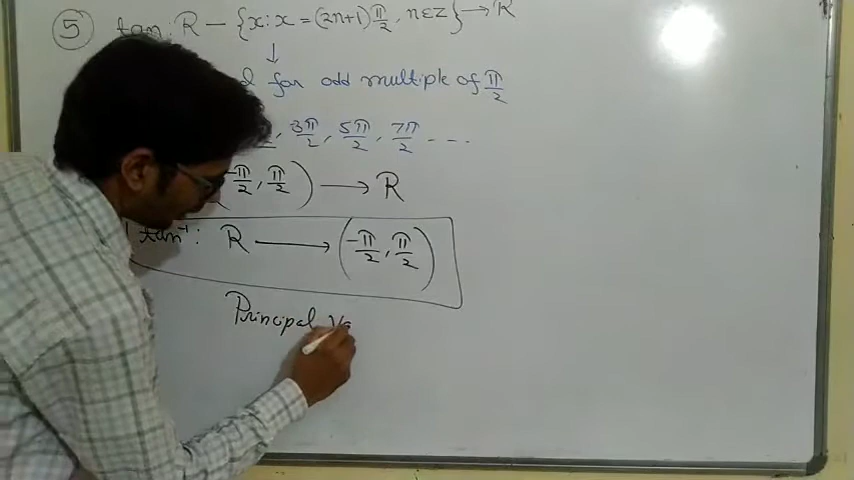 ⑤ tan: R − {x : x = (2n+1)π/2, n∈Z} → R
↓
for odd multiple of π/2
, 3π/2, 5π/2, 7π/2 - - -
−π/2, π/2) → R
tan⁻¹: R → (−π/2, π/2)
Principal Va